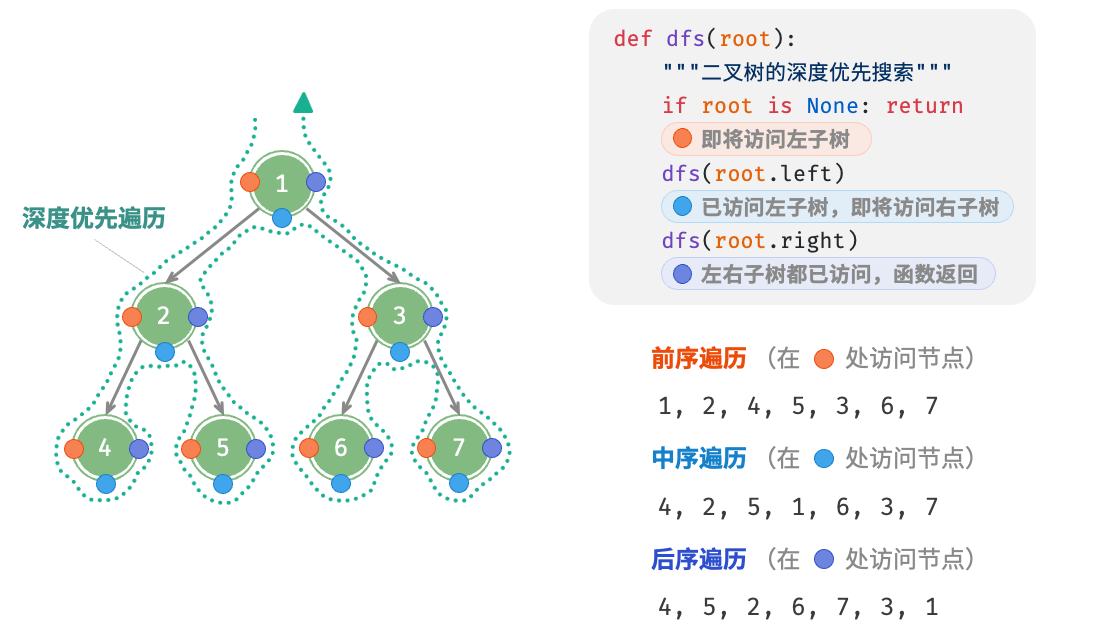 深度优先遍历
1
2
3
4
5
6
7
def dfs(root):
"""二叉树的深度优先搜索"""
if root is None: return
即将访问左子树
dfs(root.left)
已访问左子树，即将访问右子树
dfs(root.right)
左右子树都已访问，函数返回
前序遍历 （在 处访问节点）
1, 2, 4, 5, 3, 6, 7
中序遍历 （在 处访问节点）
4, 2, 5, 1, 6, 3, 7
后序遍历 （在 处访问节点）
4, 5, 2, 6, 7, 3, 1